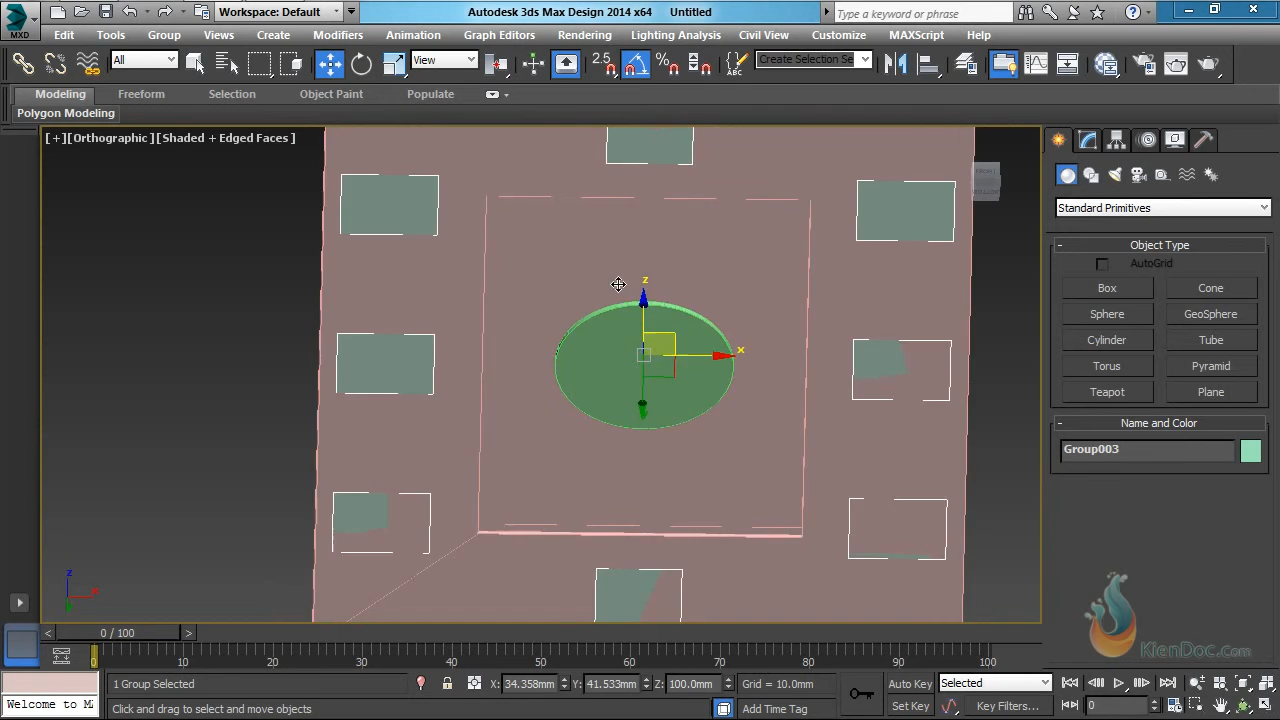 MXD
Workspace: Default
Autodesk 3ds Max Design 2014 x64 Untitled
Type a keyword or phrase
Edit Tools Group Views Create Modifiers Animation Graph Editors Rendering Lighting Analysis Civil View Customize MAXScript Help
All View 2.5 Create Selection Se
Modeling Freeform Selection Object Paint Populate
Polygon Modeling
[+][Orthographic][Shaded + Edged Faces]
Standard Primitives
- Object Type
AutoGrid
Box Cone
Sphere GeoSphere
Cylinder Tube
Torus Pyramid
Teapot Plane
- Name and Color
Group003
z
x
z
x
KienDoc.com
< 0 / 100 >
0 10 20 30 40 50 60 70 80 90 100
1 Group Selected X: 34.358mm Y: 41.533mm Z: 100.0mm Grid = 10.0mm Auto Key Selected
Welcome to M Click and drag to select and move objects Add Time Tag Set Key Key Filters... 0